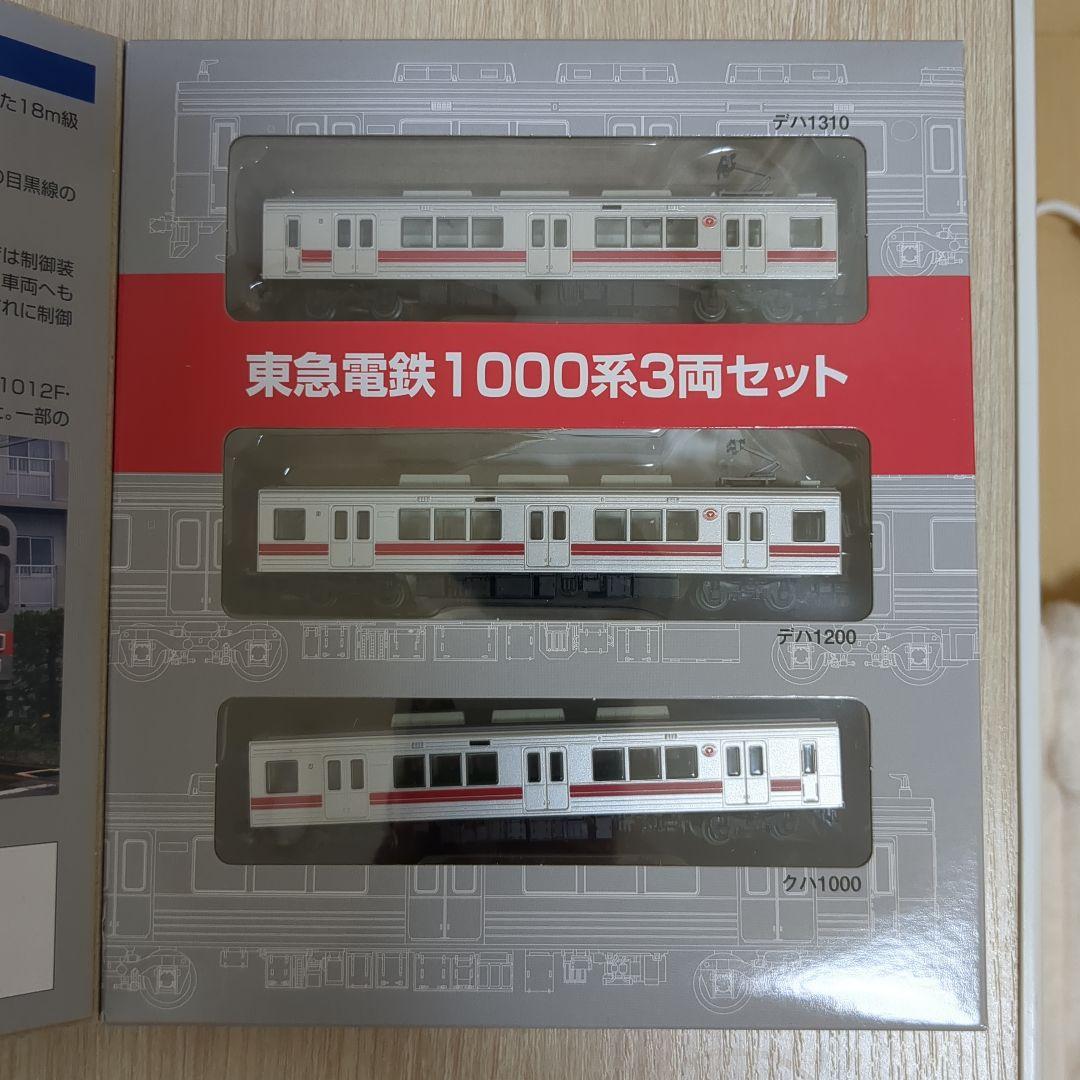 た18m級
の目黒線の
は制御装
車両へも
れに制御
1012F・
。一部の
デハ1310
東急電鉄1000系3両セット
デハ1200
クハ1000